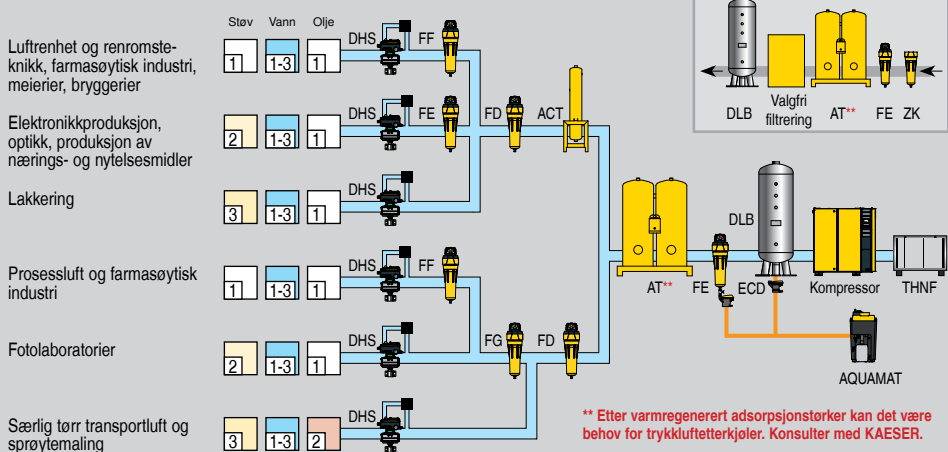 Støv Vann Olje
Luftrenhet og renromste-
knikk, farmasøytisk industri,
meierier, bryggerier
1 1-3 1
DHS FF
Elektronikkproduksjon,
optikk, produksjon av
nærings- og nytelsesmidler
2 1-3 1
DHS FE FD ACT
Lakkering
3 1-3 1
DHS
Prosessluft og farmasøytisk
industri
1 1-3 1
DHS FF
Fotolaboratorier
2 1-3 1
DHS FG FD
Særlig tørr transportluft og
sprøytemaling
3 1-3 2
DHS
DLB Valgfri
filtrering AT** FE ZK
DLB
AT** FE ECD Kompressor THNF
AQUAMAT
** Etter varmregenerert adsorpsjonstørker kan det være
behov for trykkluftetterkjøler. Konsulter med KAESER.